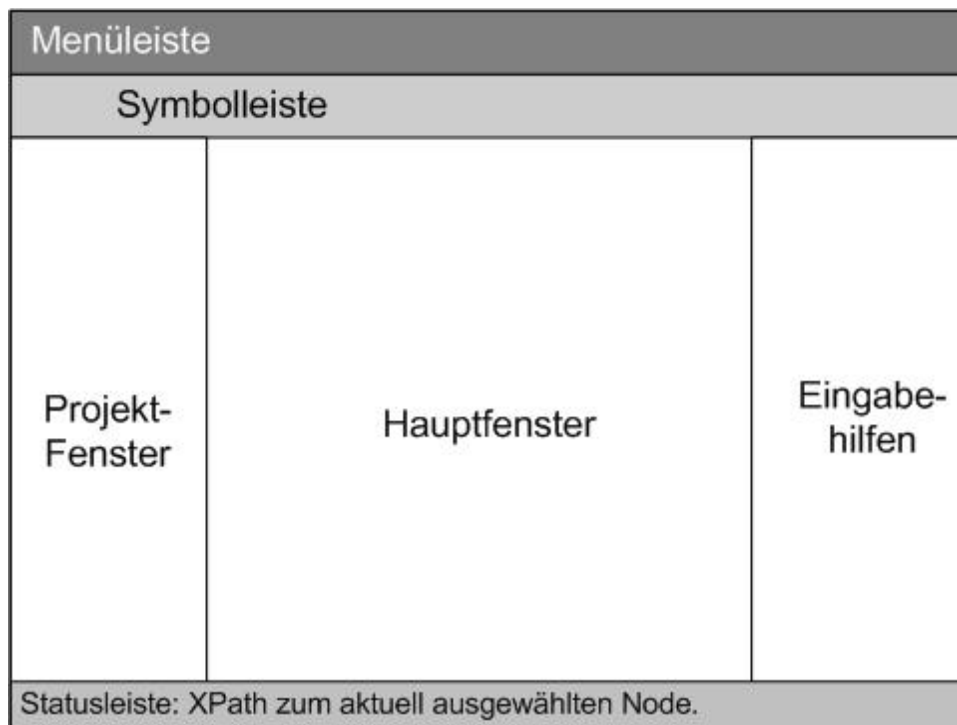 Menüleiste
Symbolleiste
Projekt-
Fenster
Hauptfenster
Eingabe-
hilfen
Statusleiste: XPath zum aktuell ausgewählten Node.